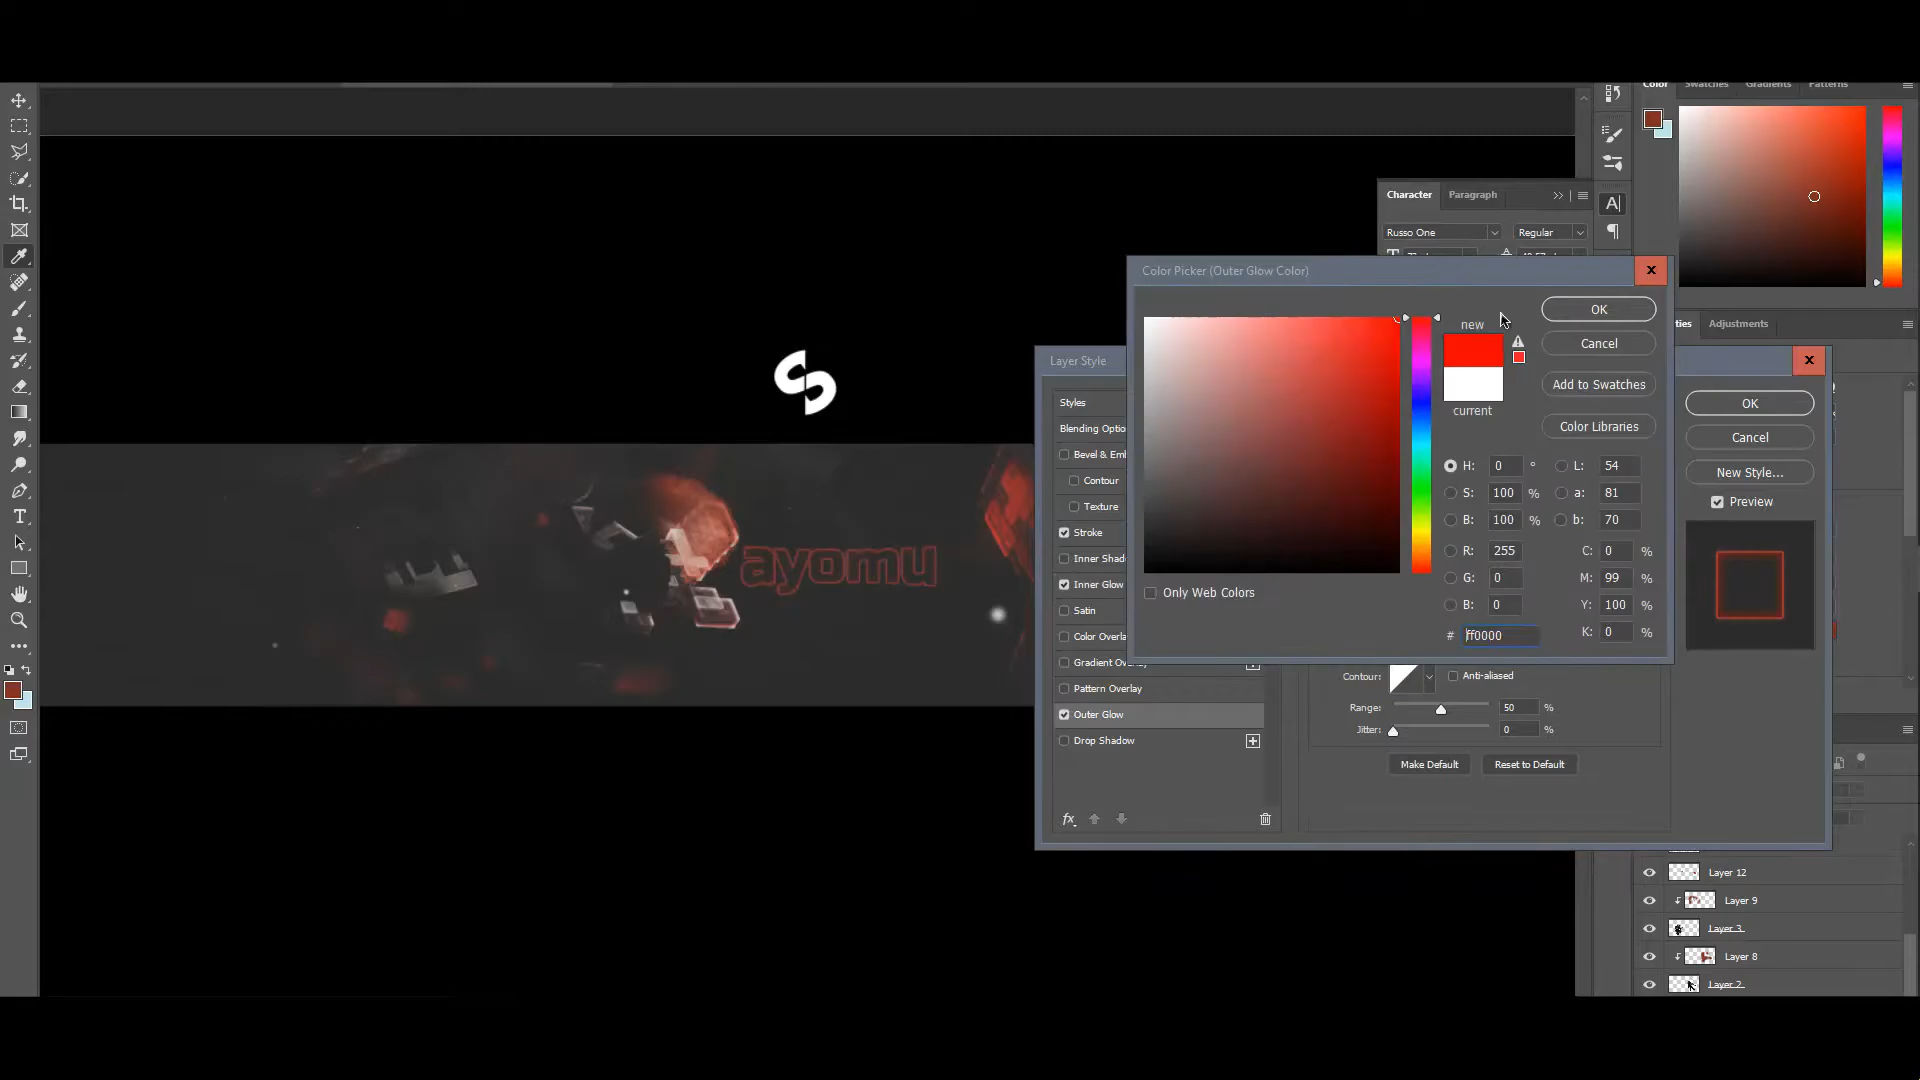 Color Swatches Gradients Patterns
Character Paragraph
Russo One Regular
Color Picker (Outer Glow Color)
new
OK
Cancel
Add to Swatches
current
Color Libraries
H: 0 ° L: 54
S: 100 % a: 81
B: 100 % b: 70
R: 255 C: 0 %
G: 0 M: 99 %
B: 0 Y: 100 %
# ff0000 K: 0 %
Only Web Colors
Adjustments
Layer Style
Styles
Blending Optio
Bevel & Emb
Contour
Texture
Stroke
Inner Shado
Inner Glow
Satin
Color Overla
Gradient Overlay
Pattern Overlay
Outer Glow
Drop Shadow
fx
Contour: Anti-aliased
Range: 50 %
Jitter: 0 %
Make Default Reset to Default
OK
Cancel
New Style...
Preview
S
ayomu
Layer 12
Layer 9
Layer 3
Layer 8
Layer 2